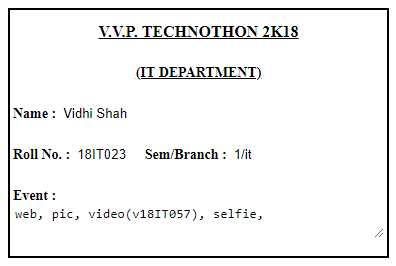 V.V.P. TECHNOTHON 2K18
(IT DEPARTMENT)
Name : Vidhi Shah
Roll No. : 18IT023 Sem/Branch : 1/it
Event :
web, pic, video(v18IT057), selfie,